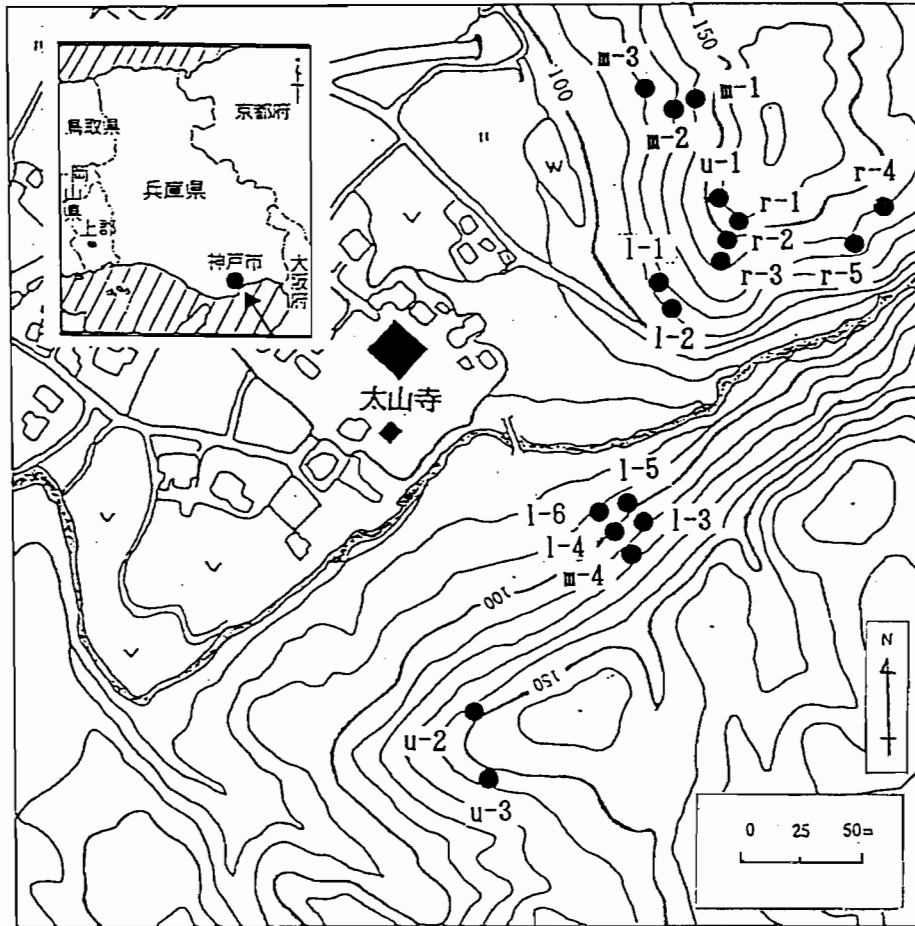 京都府
鳥取県
兵庫県
岡山県
上郡
神戸市
大阪府
100
150
m-3
m-1
m-2
u-1
r-4
r-1
l-1
r-2
r-3
r-5
l-2
W
太山寺
l-5
l-6
l-3
l-4
m-4
100
150
u-2
u-3
N
0 25 50m